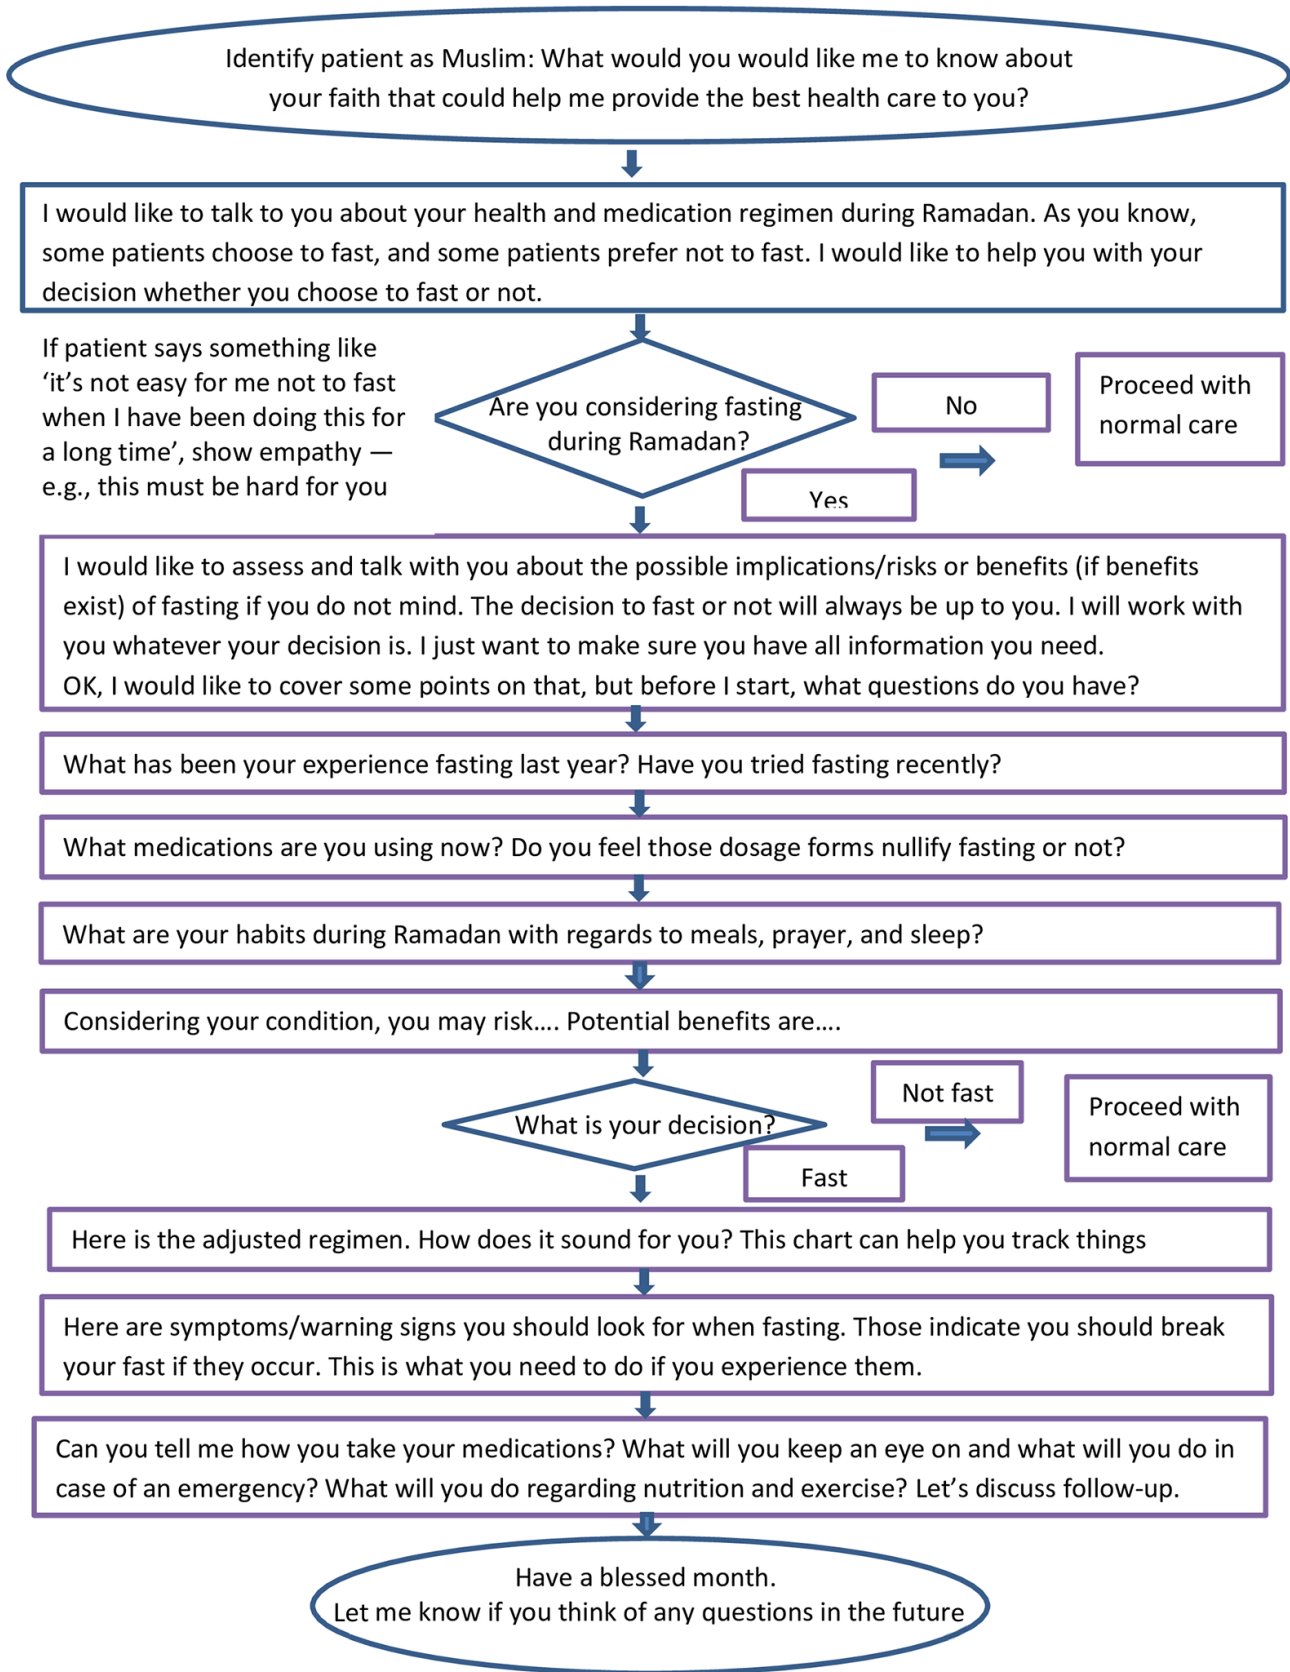 Identify patient as Muslim: What would you would like me to know about
your faith that could help me provide the best health care to you?
I would like to talk to you about your health and medication regimen during Ramadan. As you know,
some patients choose to fast, and some patients prefer not to fast. I would like to help you with your
decision whether you choose to fast or not.
If patient says something like
‘it’s not easy for me not to fast
when I have been doing this for
a long time’, show empathy —
e.g., this must be hard for you
Are you considering fasting
during Ramadan?
No
Proceed with
normal care
Yes
I would like to assess and talk with you about the possible implications/risks or benefits (if benefits
exist) of fasting if you do not mind. The decision to fast or not will always be up to you. I will work with
you whatever your decision is. I just want to make sure you have all information you need.
OK, I would like to cover some points on that, but before I start, what questions do you have?
What has been your experience fasting last year? Have you tried fasting recently?
What medications are you using now? Do you feel those dosage forms nullify fasting or not?
What are your habits during Ramadan with regards to meals, prayer, and sleep?
Considering your condition, you may risk…. Potential benefits are….
What is your decision?
Not fast
Proceed with
normal care
Fast
Here is the adjusted regimen. How does it sound for you? This chart can help you track things
Here are symptoms/warning signs you should look for when fasting. Those indicate you should break
your fast if they occur. This is what you need to do if you experience them.
Can you tell me how you take your medications? What will you keep an eye on and what will you do in
case of an emergency? What will you do regarding nutrition and exercise? Let’s discuss follow-up.
Have a blessed month.
Let me know if you think of any questions in the future